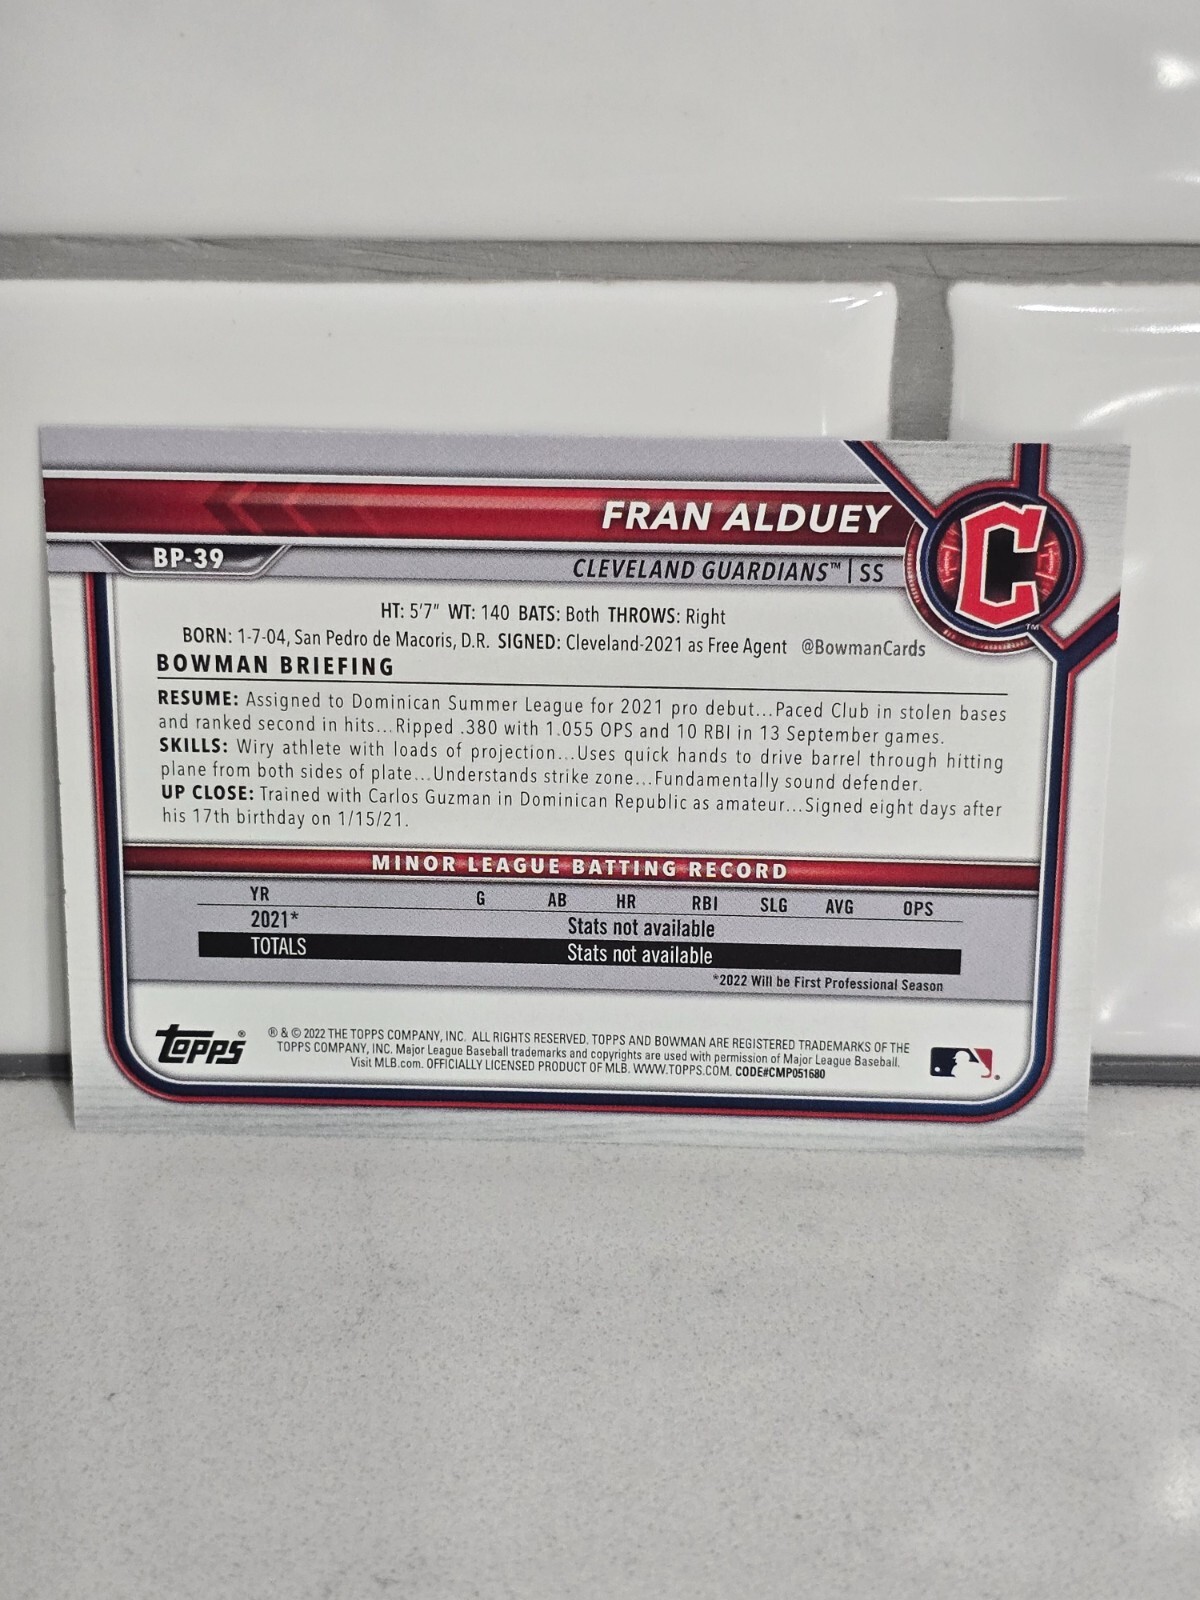 FRAN ALDUEY
BP-39
CLEVELAND GUARDIANS™ | SS
C
TM
HT: 5'7" WT: 140 BATS: Both THROWS: Right
BORN: 1-7-04, San Pedro de Macoris, D.R. SIGNED: Cleveland-2021 as Free Agent @BowmanCards
BOWMAN BRIEFING
RESUME: Assigned to Dominican Summer League for 2021 pro debut...Paced Club in stolen bases
and ranked second in hits...Ripped .380 with 1.055 OPS and 10 RBI in 13 September games.
SKILLS: Wiry athlete with loads of projection...Uses quick hands to drive barrel through hitting
plane from both sides of plate...Understands strike zone...Fundamentally sound defender.
UP CLOSE: Trained with Carlos Guzman in Dominican Republic as amateur...Signed eight days after
his 17th birthday on 1/15/21.
MINOR LEAGUE BATTING RECORD
YR G AB HR RBI SLG AVG OPS
2021* Stats not available
TOTALS Stats not available
*2022 Will be First Professional Season
Topps®
® & © 2022 THE TOPPS COMPANY, INC. ALL RIGHTS RESERVED. TOPPS AND BOWMAN ARE REGISTERED TRADEMARKS OF THE
TOPPS COMPANY, INC. Major League Baseball trademarks and copyrights are used with permission of Major League Baseball.
Visit MLB.com. OFFICIALLY LICENSED PRODUCT OF MLB. WWW.TOPPS.COM. CODE#CMP051680